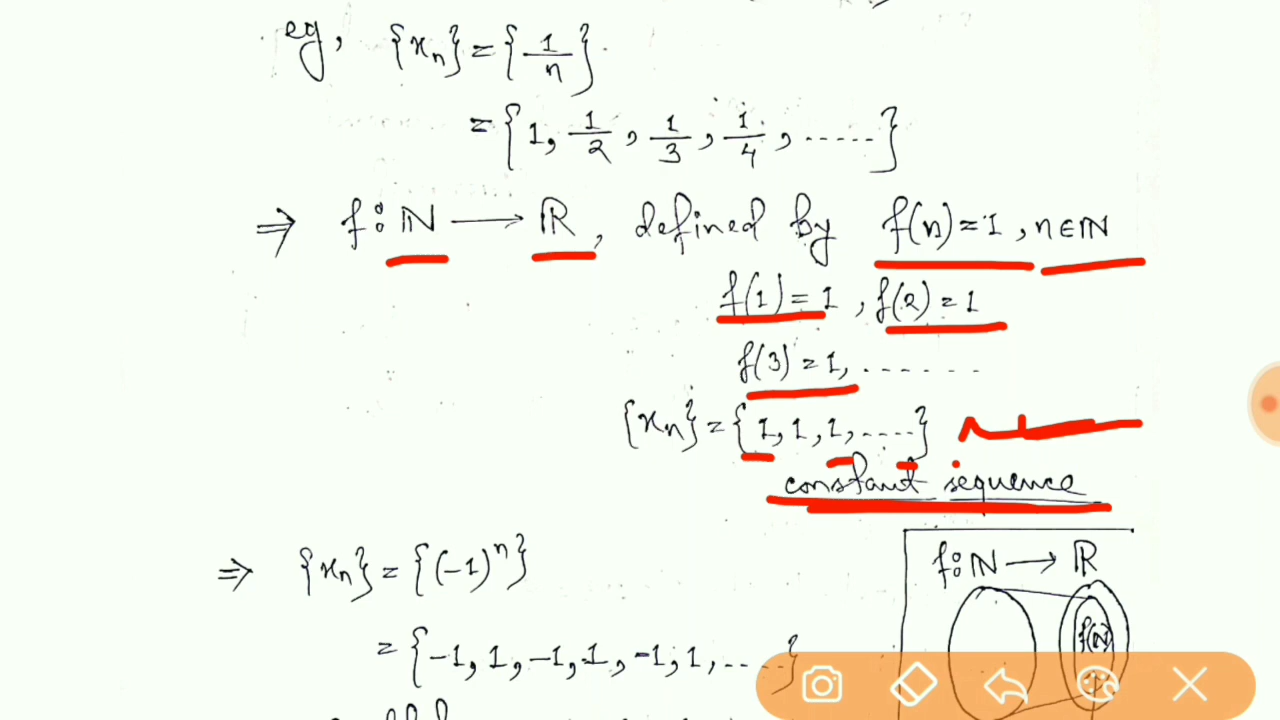 eg, {xn} = {1/n}.
= {1, 1/2, 1/3, 1/4, ......}
⇒ f: ℕ → ℝ, defined by f(n) = 1, n∈ℕ
f(1) = 1, f(2) = 1
f(3) = 1, .......
{xn} = {1, 1, 1, .....}
constant sequence
⇒ {xn} = {(-1)^n}
= {-1, 1, -1, 1, -1, 1, .....}
f: ℕ → ℝ
f(ℕ)